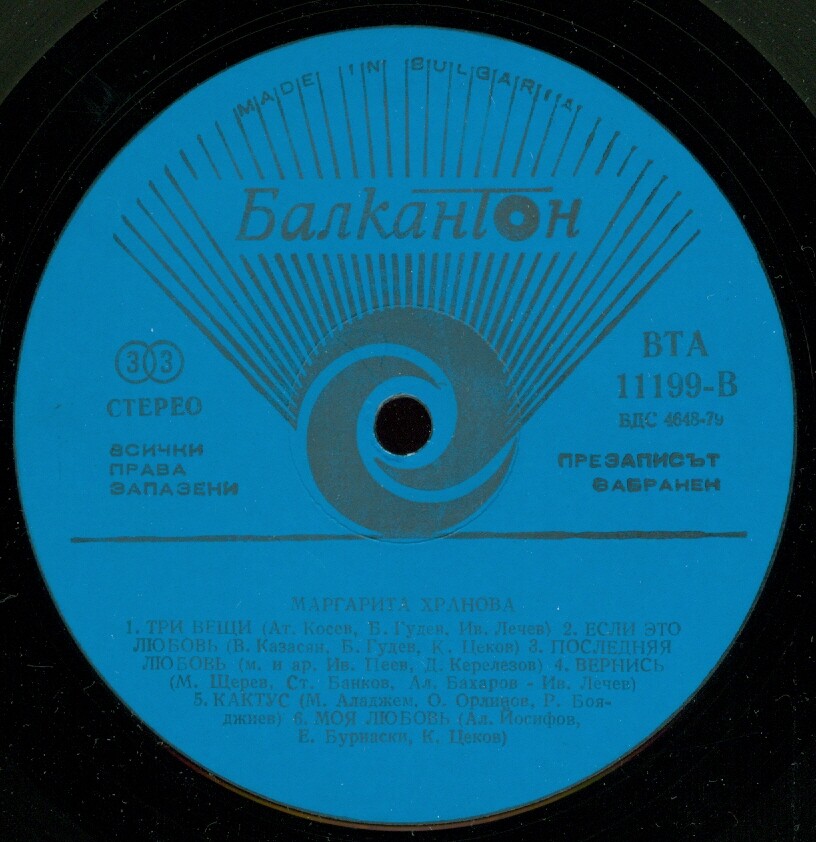 MADE IN BULGARIA
Балкантон
33
СТЕРЕО
ВСИЧКИ
ПРАВА
ЗАПАЗЕНИ
ВТА
11199-В
БДС 4648-79
ПРЕЗАПИСЪТ
ЗАБРАНЕН
МАРГАРИТА ХРАНОВА
1. ТРИ ВЕЩИ (Ат. Косев, Б. Гудев, Ив. Лечев) 2. ЕСЛИ ЭТО
ЛЮБОВЬ (В. Казасян, Б. Гудев, К. Цеков) 3. ПОСЛЕДНЯЯ
ЛЮБОВЬ (м. и ар. Ив. Пеев, Д. Керелезов) 4. ВЕРНИСЬ
(М. Щерев, Ст. Банков, Ал. Бахаров - Ив. Лечев)
5. КАКТУС (М. Аладжем, О. Орлинов, Р. Боя-
джиев) 6. МОЯ ЛЮБОВЬ (Ал. Йосифов,
Е. Буриловски, К. Цеков)